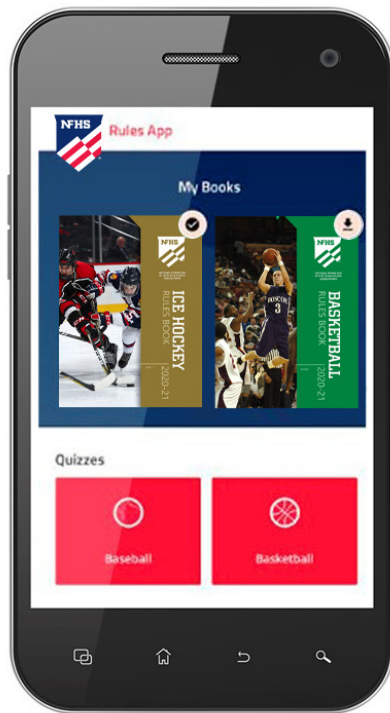 NFHS
Rules App
My Books
NFHS
ICE HOCKEY
RULES BOOK
2020-21
NFHS
BASKETBALL
RULES BOOK
2020-21
3
Quizzes
Baseball
Basketball